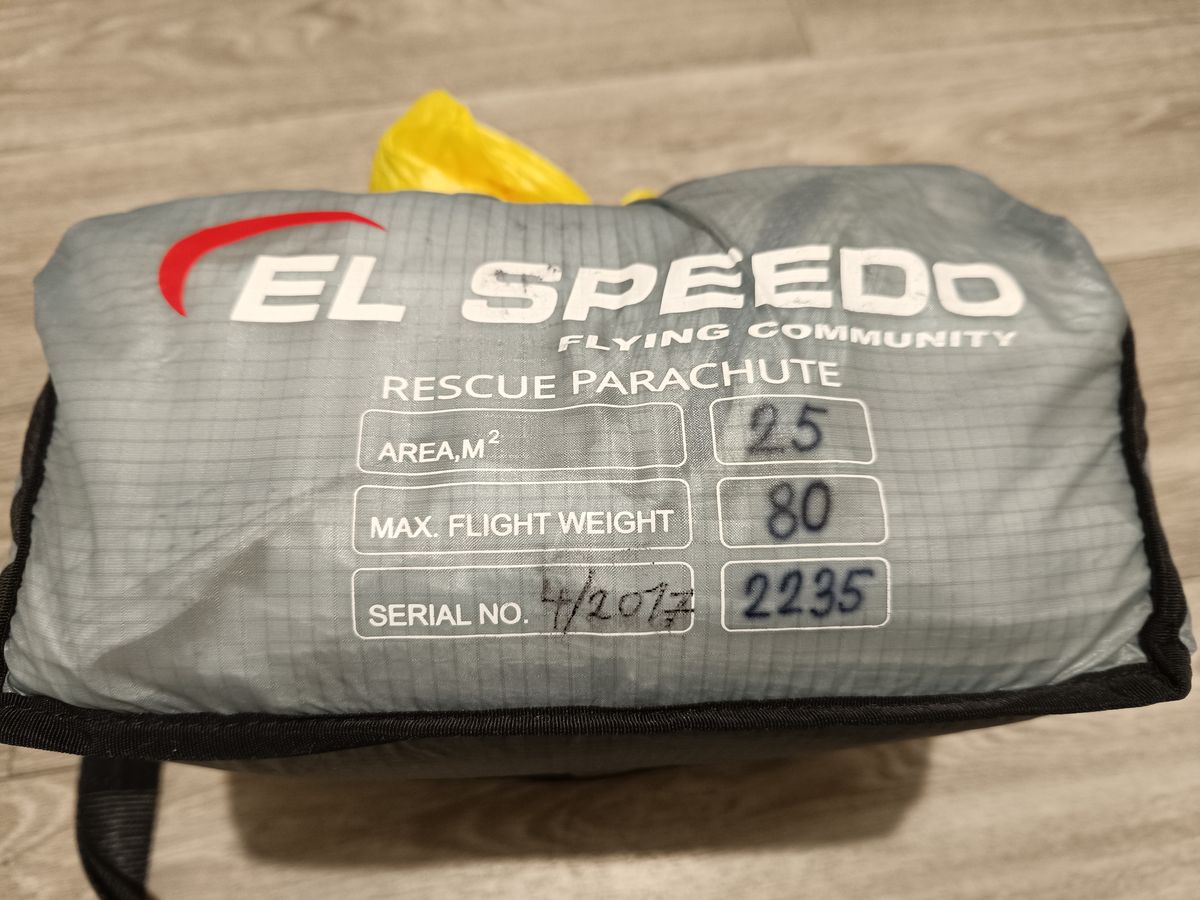 EL SPEEDO
FLYING COMMUNITY
RESCUE PARACHUTE
AREA,M² 25
MAX. FLIGHT WEIGHT 80
SERIAL NO. 4/2017 2235